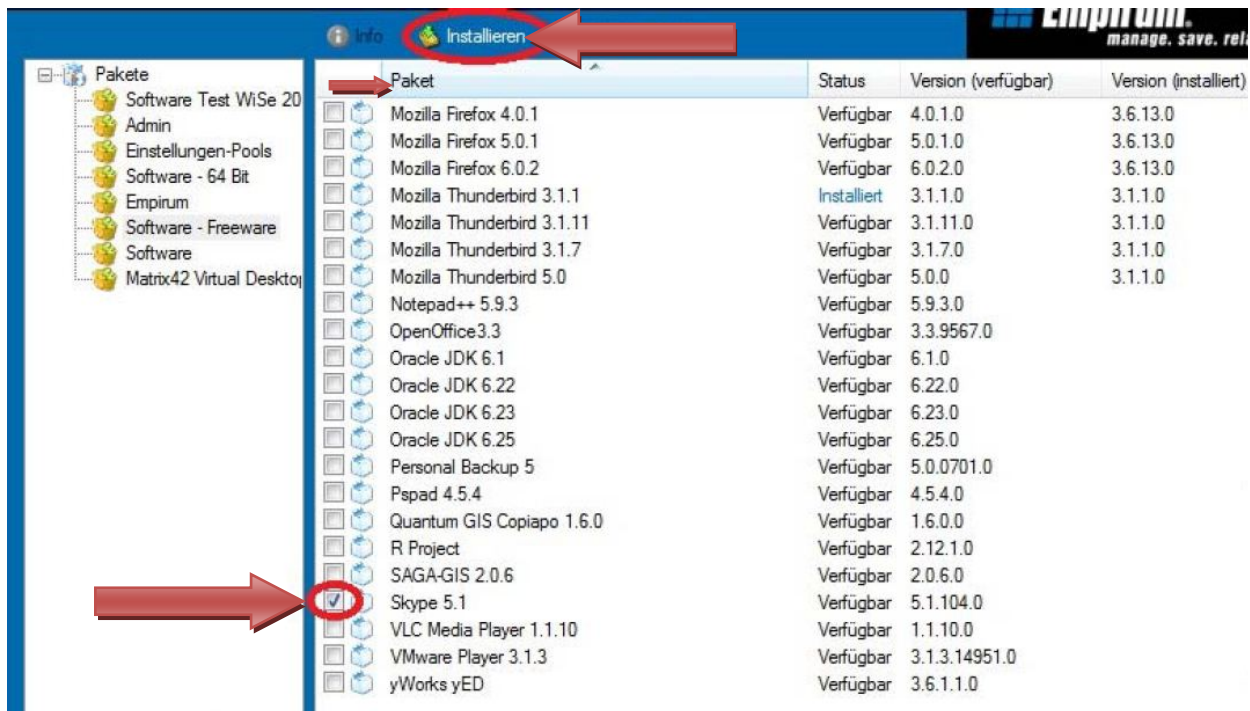 Info Installieren Empirum.
manage. save.
Pakete
Software Test WiSe 20
Admin
Einstellungen-Pools
Software - 64 Bit
Empirum
Software - Freeware
Software
Matrix42 Virtual
Paket Status Version (verfügbar) Version (installiert)
Mozilla Firefox 4.0.1 Verfügbar 4.0.1.0 3.6.13.0
Mozilla Firefox 5.0.1 Verfügbar 5.0.1.0 3.6.13.0
Mozilla Firefox 6.0.2 Verfügbar 6.0.2.0 3.6.13.0
Mozilla Thunderbird 3.1.1 Installiert 3.1.1.0 3.1.1.0
Mozilla Thunderbird 3.1.11 Verfügbar 3.1.11.0 3.1.1.0
Mozilla Thunderbird 3.1.7 Verfügbar 3.1.7.0 3.1.1.0
Mozilla Thunderbird 5.0 Verfügbar 5.0.0 3.1.1.0
Notepad++ 5.9.3 Verfügbar 5.9.3.0
OpenOffice3.3 Verfügbar 3.3.9567.0
Oracle JDK 6.1 Verfügbar 6.1.0
Oracle JDK 6.22 Verfügbar 6.22.0
Oracle JDK 6.23 Verfügbar 6.23.0
Oracle JDK 6.25 Verfügbar 6.25.0
Personal Backup 5 Verfügbar 5.0.0701.0
Pspad 4.5.4 Verfügbar 4.5.4.0
Quantum GIS Copiapo 1.6.0 Verfügbar 1.6.0.0
R Project Verfügbar 2.12.1.0
SAGA-GIS 2.0.6 Verfügbar 2.0.6.0
Skype 5.1 Verfügbar 5.1.104.0
VLC Media Player 1.1.10 Verfügbar 1.1.10.0
VMware Player 3.1.3 Verfügbar 3.1.3.14951.0
yWorks yED Verfügbar 3.6.1.1.0